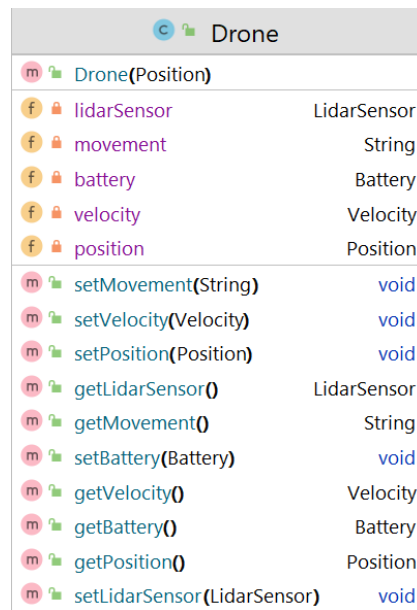 C Drone
m Drone(Position)
f lidarSensor LidarSensor
f movement String
f battery Battery
f velocity Velocity
f position Position
m setMovement(String) void
m setVelocity(Velocity) void
m setPosition(Position) void
m getLidarSensor() LidarSensor
m getMovement() String
m setBattery(Battery) void
m getVelocity() Velocity
m getBattery() Battery
m getPosition() Position
m setLidarSensor(LidarSensor) void